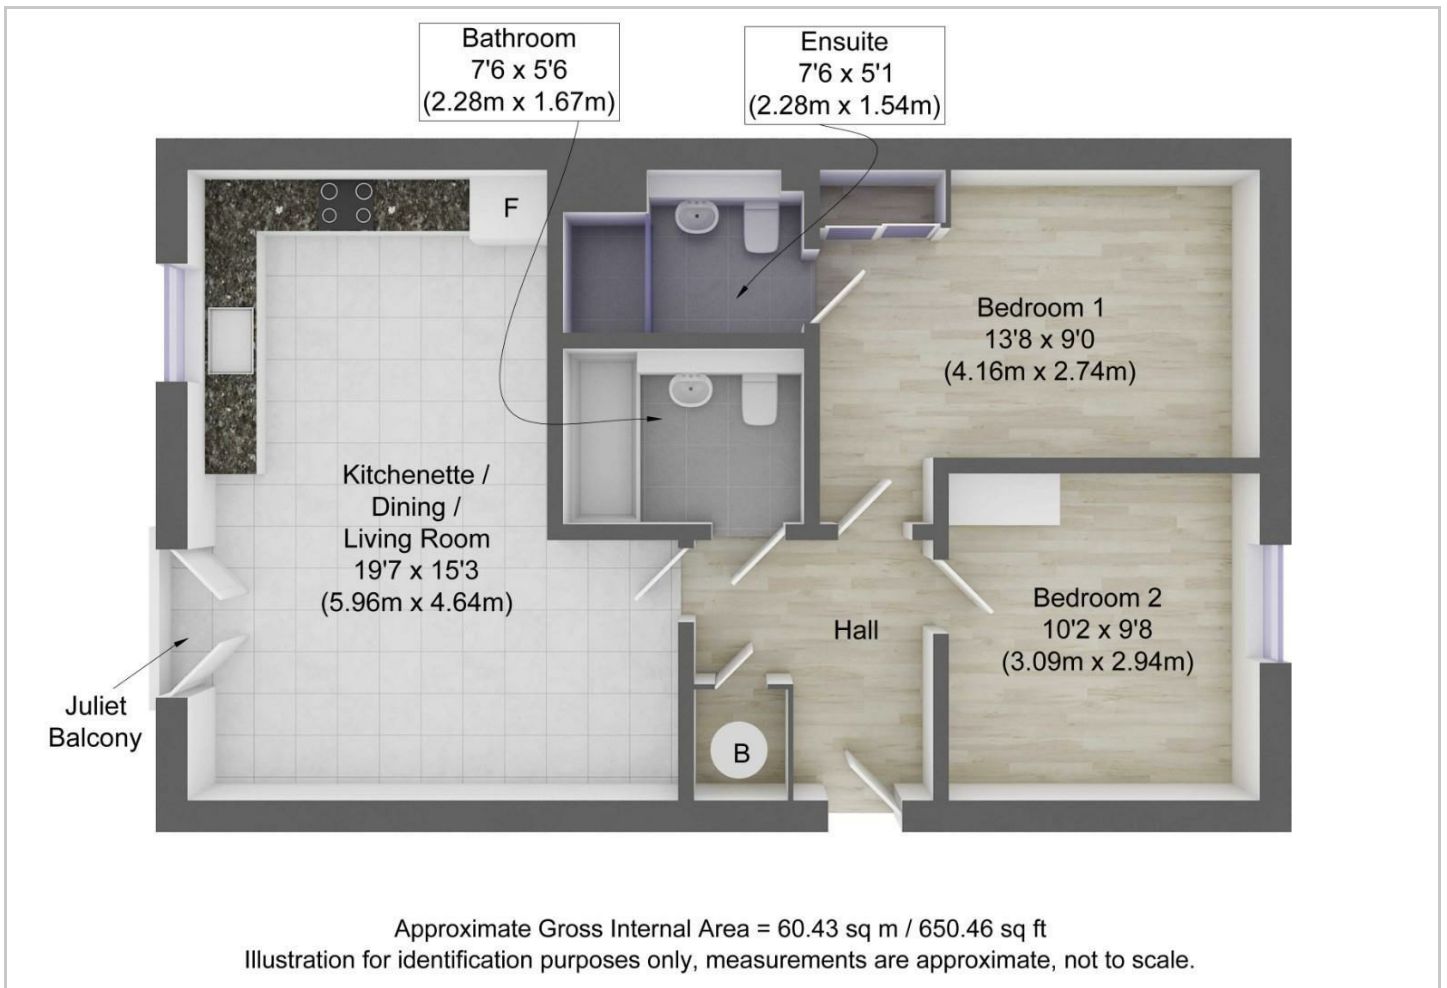 Bathroom
7'6 x 5'6
(2.28m x 1.67m)
Ensuite
7'6 x 5'1
(2.28m x 1.54m)
F
Bedroom 1
13'8 x 9'0
(4.16m x 2.74m)
Kitchenette /
Dining /
Living Room
19'7 x 15'3
(5.96m x 4.64m)
Hall
Bedroom 2
10'2 x 9'8
(3.09m x 2.94m)
Juliet
Balcony
B
Approximate Gross Internal Area = 60.43 sq m / 650.46 sq ft
Illustration for identification purposes only, measurements are approximate, not to scale.